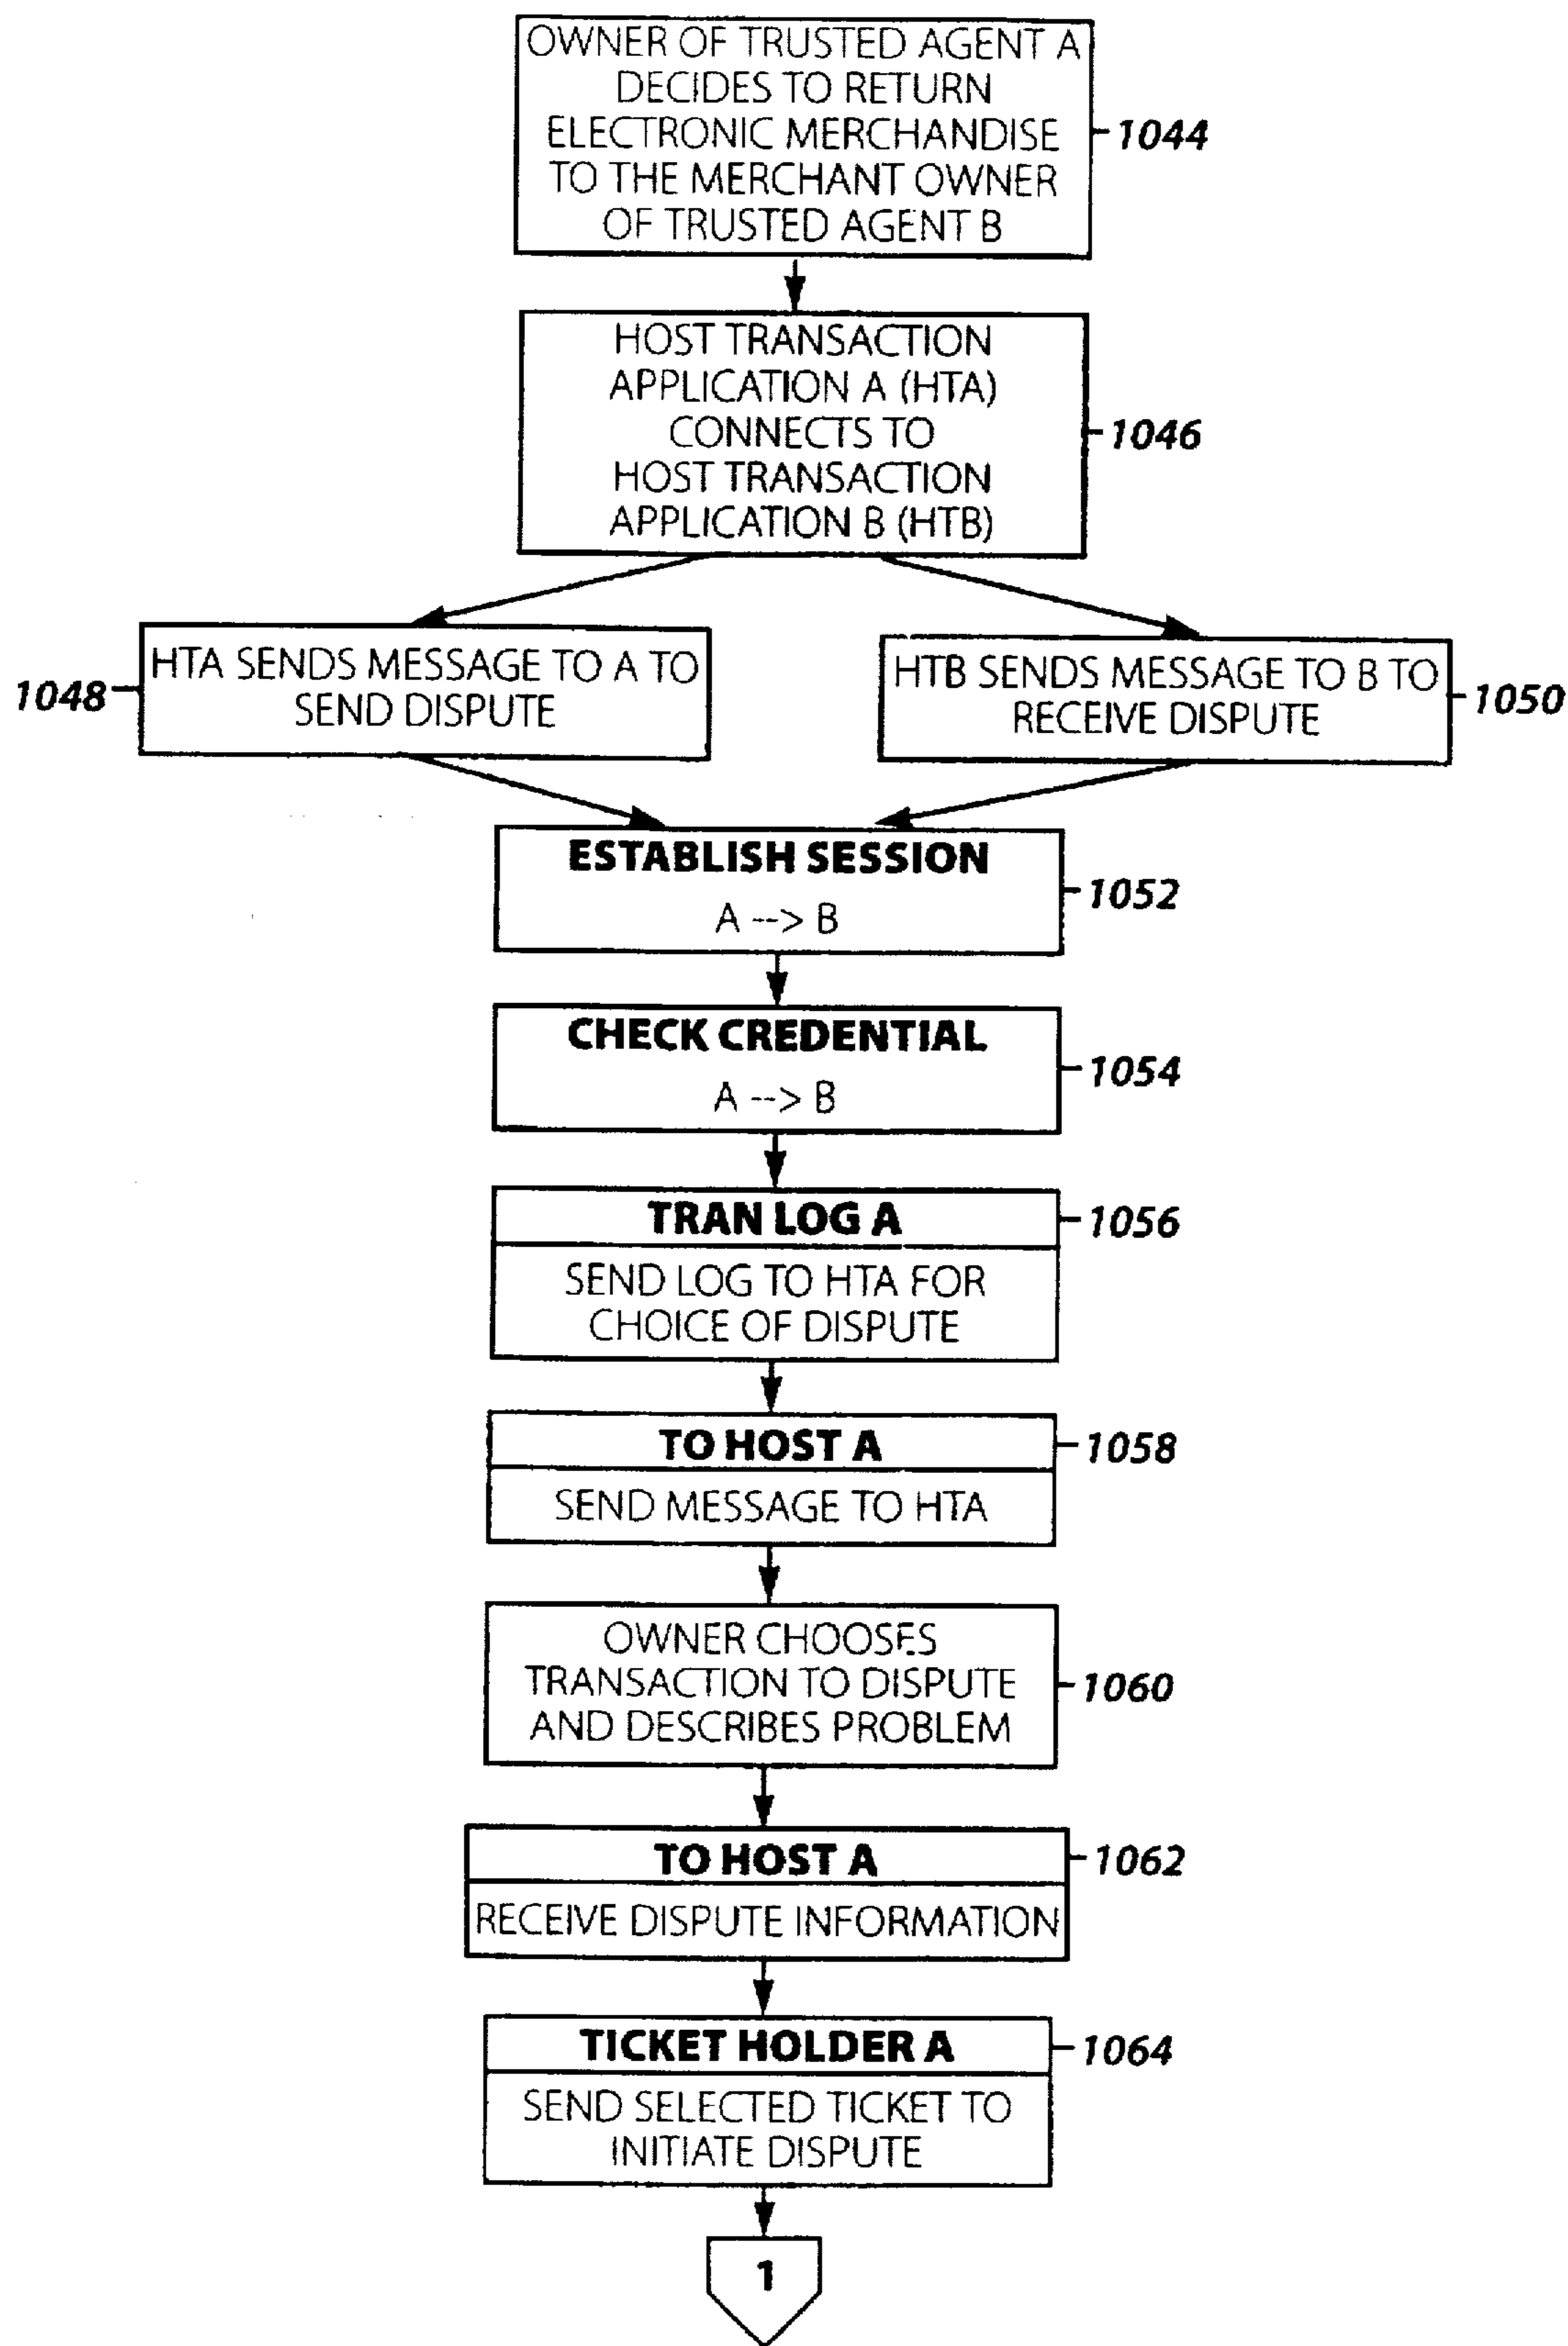 OWNER OF TRUSTED AGENT A
DECIDES TO RETURN
ELECTRONIC MERCHANDISE
TO THE MERCHANT OWNER
OF TRUSTED AGENT B
1044
HOST TRANSACTION
APPLICATION A (HTA)
CONNECTS TO
HOST TRANSACTION
APPLICATION B (HTB)
1046
1048
HTA SENDS MESSAGE TO A TO
SEND DISPUTE
HTB SENDS MESSAGE TO B TO
RECEIVE DISPUTE
1050
ESTABLISH SESSION
A --> B
1052
CHECK CREDENTIAL
A --> B
1054
TRAN LOG A
1056
SEND LOG TO HTA FOR
CHOICE OF DISPUTE
TO HOST A
1058
SEND MESSAGE TO HTA
OWNER CHOOSES
TRANSACTION TO DISPUTE
AND DESCRIBES PROBLEM
1060
TO HOST A
1062
RECEIVE DISPUTE INFORMATION
TICKET HOLDER A
1064
SEND SELECTED TICKET TO
INITIATE DISPUTE
1